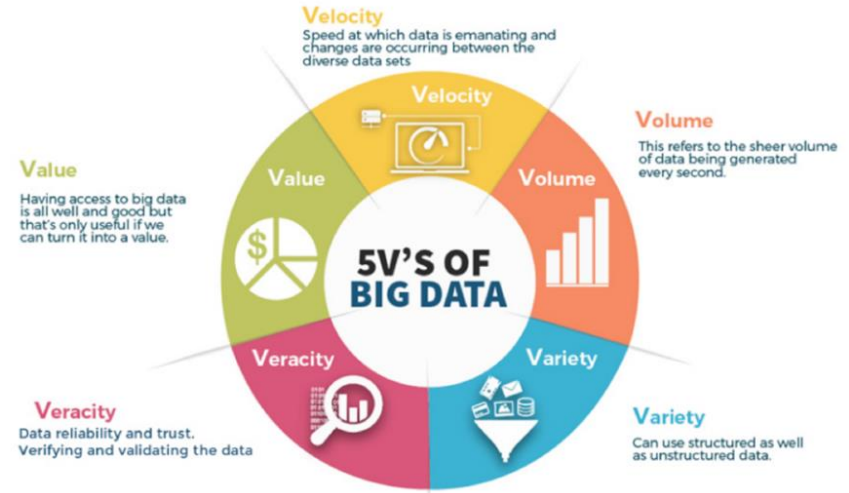 Velocity
Speed at which data is emanating and
changes are occurring between the
diverse data sets
Velocity
Volume
This refers to the sheer volume
of data being generated
every second.
Volume
Value
Having access to big data
is all well and good but
that's only useful if we
can turn it into a value.
Value
$
5V'S OF
BIG DATA
Veracity
Variety
Veracity
Data reliability and trust.
Verifying and validating the data
Variety
Can use structured as well
as unstructured data.